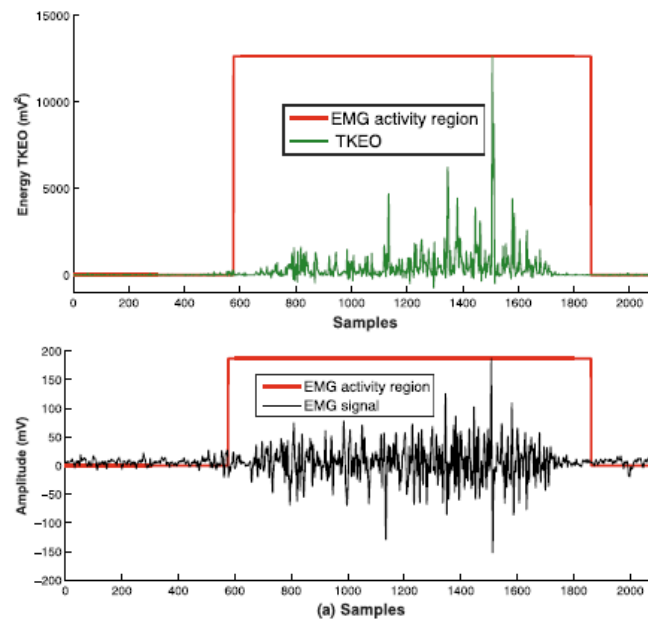 15000
10000
5000
0
Energy TKEO (mV²)
EMG activity region
TKEO
0 200 400 600 800 1000 1200 1400 1600 1800 2000
Samples
200
150
100
50
0
−50
−100
−150
−200
Amplitude (mV)
EMG activity region
EMG signal
0 200 400 600 800 1000 1200 1400 1600 1800 2000
(a) Samples